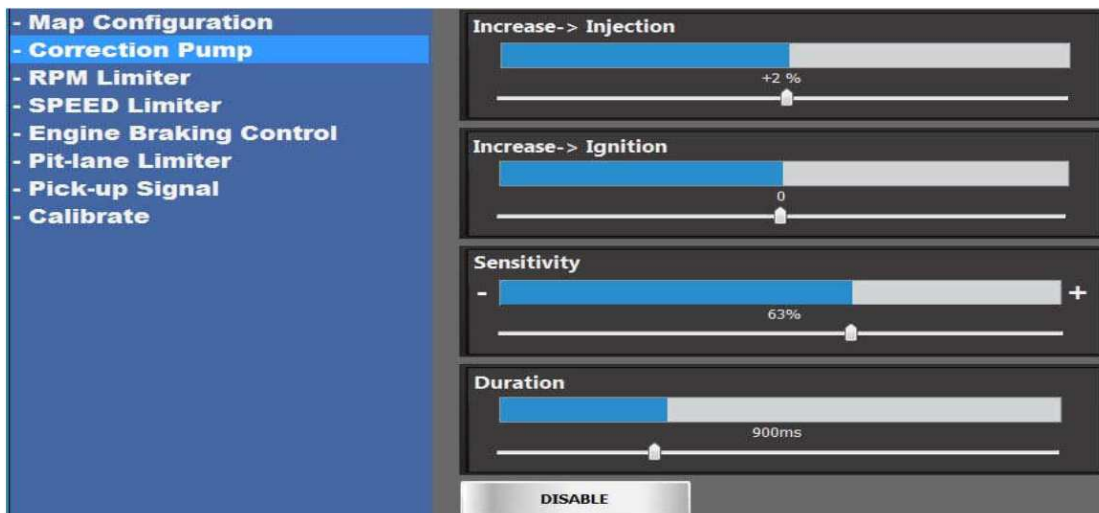 - Map Configuration
- Correction Pump
- RPM Limiter
- SPEED Limiter
- Engine Braking Control
- Pit-lane Limiter
- Pick-up Signal
- Calibrate
Increase-> Injection
+2 %
Increase-> Ignition
0
Sensitivity
- +
63%
Duration
900ms
DISABLE